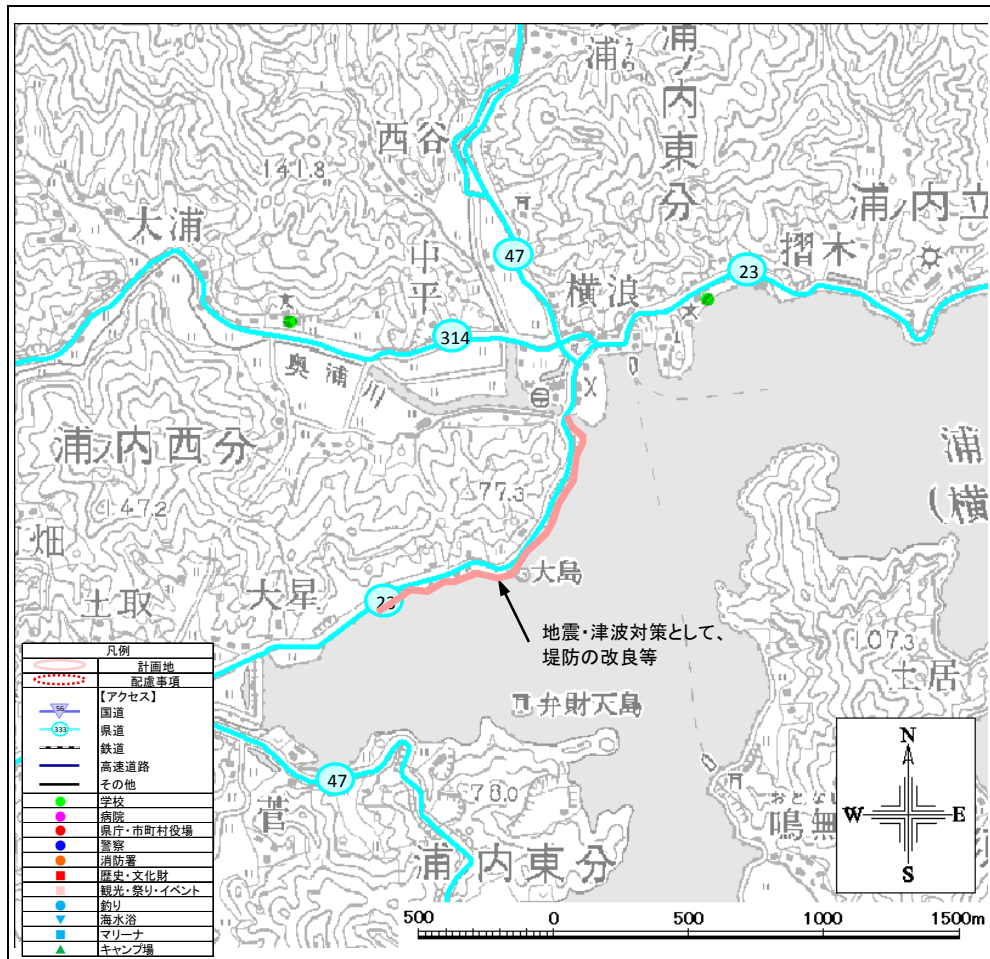 浦ノ
浦ノ内東分
西谷
141.8
浦ノ内立
大浦
中平
47
横浪
摺木
23
314
奥浦川
浦ノ内西分
浦
(横
77.3
147.2
畑
土取
大星
大島
23
地震・津波対策として、
堤防の改良等
107.3
土居
弁財天島
47
78.0
菅
浦ノ内東分
おとなし
鳴無
凡例
計画地
配慮事項
【アクセス】
56
国道
333
県道
鉄道
高速道路
その他
学校
病院
県庁・市町村役場
警察
消防署
歴史・文化財
観光・祭り・イベント
釣り
海水浴
マリーナ
キャンプ場
N
W E
S
500 0 500 1000 1500m